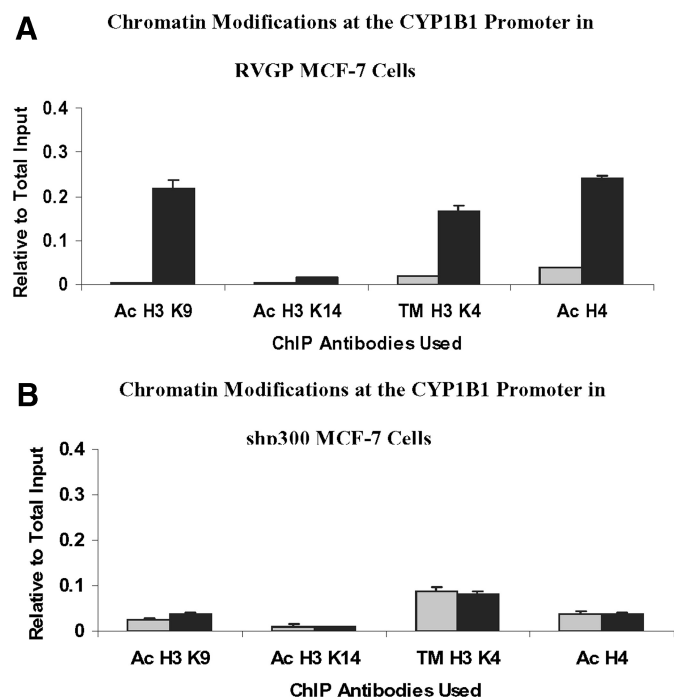 A
Chromatin Modifications at the CYP1B1 Promoter in
RVGP MCF-7 Cells
Relative to Total Input
0.4
0.3
0.2
0.1
0
Ac H3 K9 Ac H3 K14 TM H3 K4 Ac H4
ChIP Antibodies Used
B
Chromatin Modifications at the CYP1B1 Promoter in
shp300 MCF-7 Cells
Relative to Total Input
0.4
0.3
0.2
0.1
0
Ac H3 K9 Ac H3 K14 TM H3 K4 Ac H4
ChIP Antibodies Used